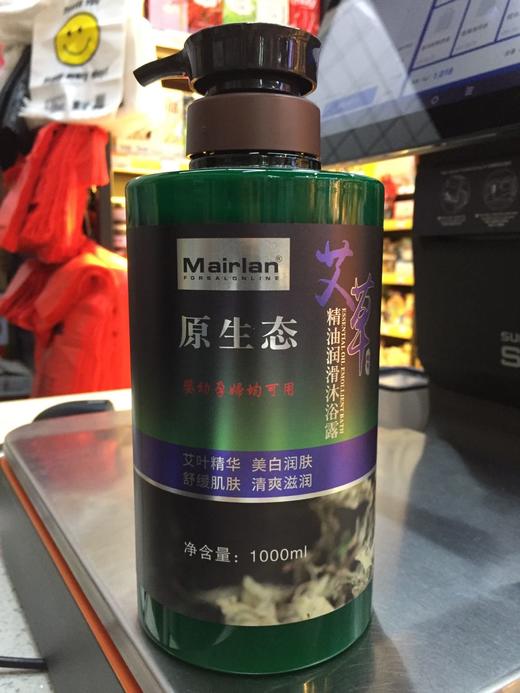 Mairlan®
FORSALONLINE
原生态
婴幼孕婦均可用
艾草
精油润滑沐浴露
ESSENTIAL OIL EMOLLIENT BATH
艾叶精华 美白润肤
舒缓肌肤 清爽滋润
净含量：1000ml